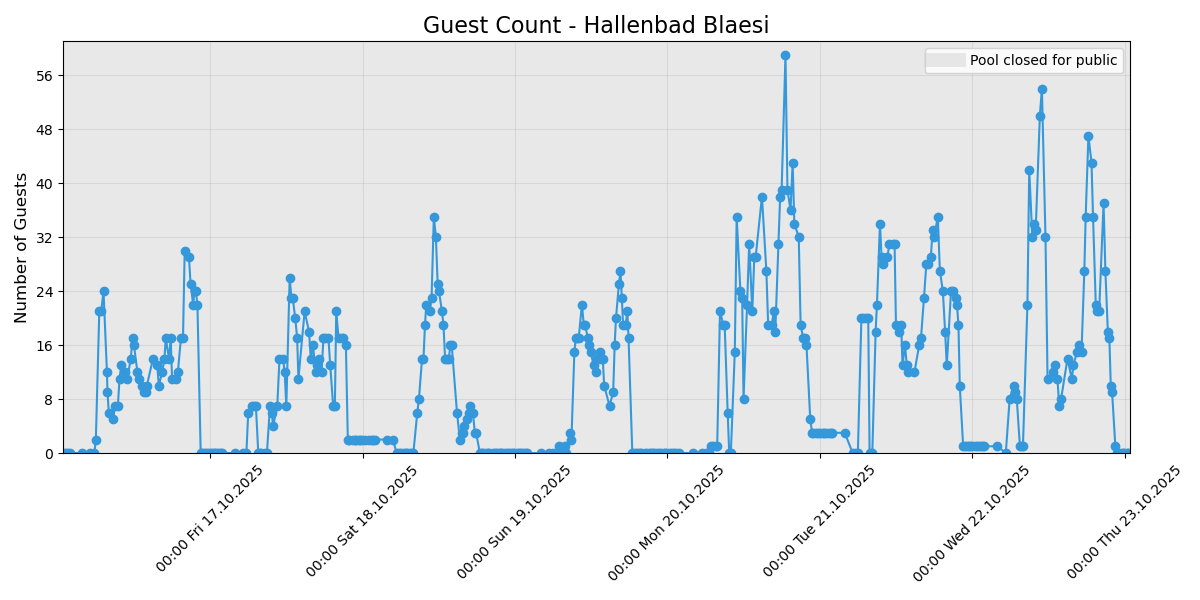 Guest Count - Hallenbad Blaesi
Pool closed for public
Number of Guests
56
48
40
32
24
16
8
0
00:00 Fri 17.10.2025
00:00 Sat 18.10.2025
00:00 Sun 19.10.2025
00:00 Mon 20.10.2025
00:00 Tue 21.10.2025
00:00 Wed 22.10.2025
00:00 Thu 23.10.2025